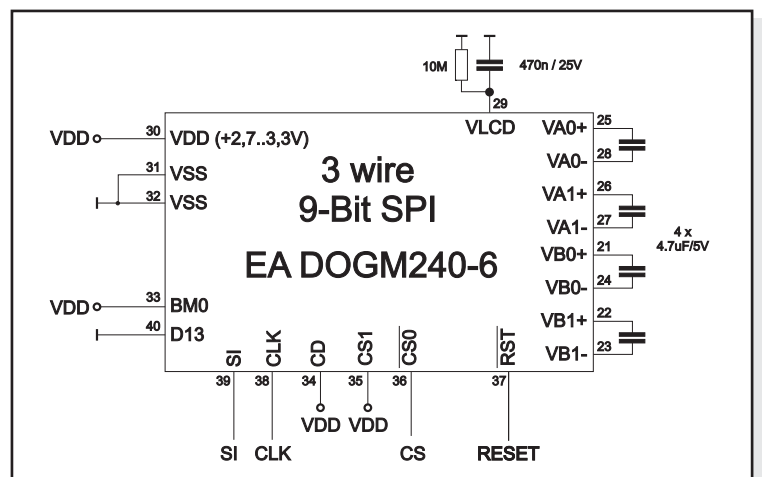 10M
470n / 25V
29
VLCD
VDD
30
VDD (+2,7..3,3V)
31
VSS
32
VSS
3 wire
9-Bit SPI
EA DOGM240-6
VDD
33
BM0
40
D13
VA0+
25
VA0-
28
VA1+
26
VA1-
27
VB0+
21
VB0-
24
VB1+
22
VB1-
23
4 x
4.7uF/5V
SI
CLK
CD
CS1
CS0
RST
39
38
34
35
36
37
VDD
VDD
SI
CLK
CS
RESET